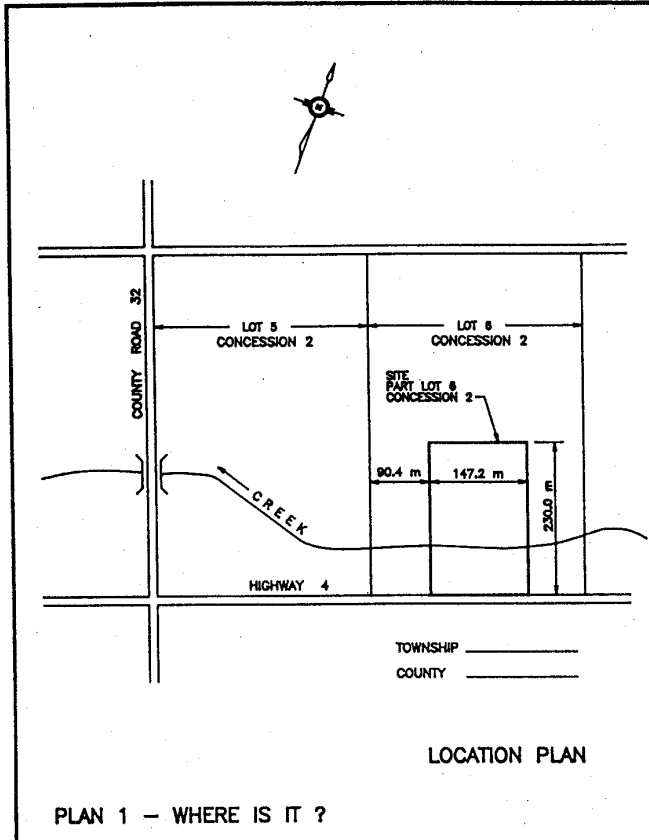 COUNTY ROAD 32
LOT 5
CONCESSION 2
LOT 6
CONCESSION 2
SITE
PART LOT 6
CONCESSION 2
90.4 m
147.2 m
230.0 m
CREEK
HIGHWAY 4
TOWNSHIP
COUNTY
LOCATION PLAN
PLAN 1 - WHERE IS IT ?